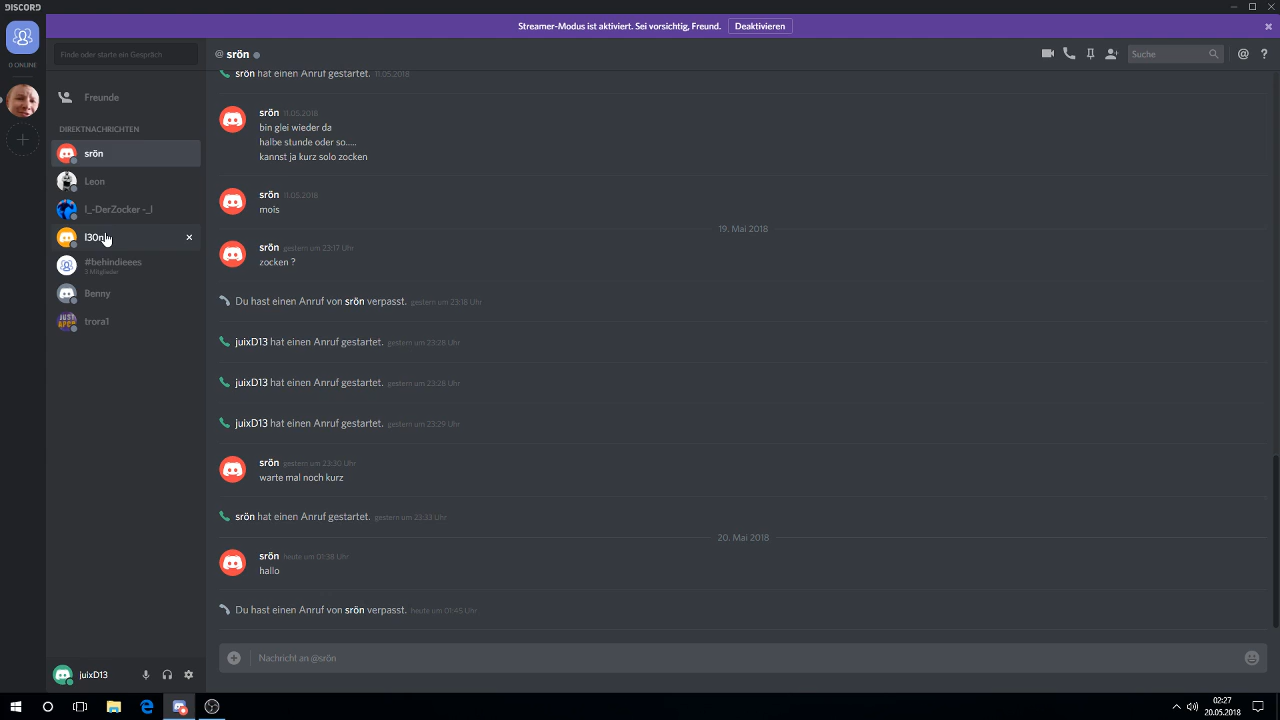 DISCORD
Streamer-Modus ist aktiviert. Sei vorsichtig, Freund.
Deaktivieren
0 ONLINE
Finde oder starte ein Gespräch
Freunde
DIREKTNACHRICHTEN
srön
Leon
I_-DerZocker -_I
#behindieees
3 Mitglieder
Benny
trora1
juixD13
@ srön
Suche
srön hat einen Anruf gestartet. 11.05.2018
srön 11.05.2018
bin glei wieder da
halbe stunde oder so.....
kannst ja kurz solo zocken
srön 11.05.2018
mois
19. Mai 2018
srön gestern um 23:17 Uhr
zocken ?
Du hast einen Anruf von srön verpasst. gestern um 23:18 Uhr
juixD13 hat einen Anruf gestartet. gestern um 23:28 Uhr
juixD13 hat einen Anruf gestartet. gestern um 23:28 Uhr
juixD13 hat einen Anruf gestartet. gestern um 23:29 Uhr
srön gestern um 23:30 Uhr
warte mal noch kurz
srön hat einen Anruf gestartet. gestern um 23:33 Uhr
20. Mai 2018
srön heute um 01:38 Uhr
hallo
Du hast einen Anruf von srön verpasst. heute um 01:45 Uhr
Nachricht an @srön
02:27
20.05.2018